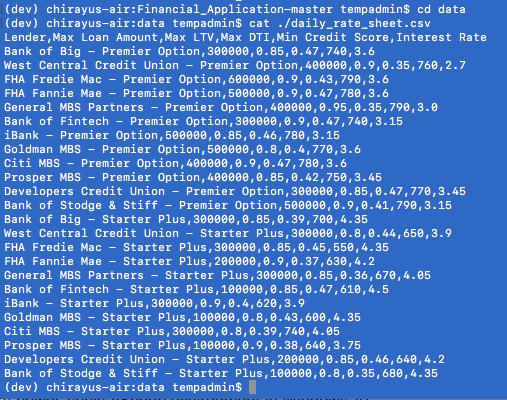 (dev) chirayus-air:Financial_Application-master tempadmin$ cd data
(dev) chirayus-air:data tempadmin$ cat ./daily_rate_sheet.csv
Lender,Max Loan Amount,Max LTV,Max DTI,Min Credit Score,Interest Rate
Bank of Big - Premier Option,300000,0.85,0.47,740,3.6
West Central Credit Union - Premier Option,400000,0.9,0.35,760,2.7
FHA Fredie Mac - Premier Option,600000,0.9,0.43,790,3.6
FHA Fannie Mae - Premier Option,500000,0.9,0.47,780,3.6
General MBS Partners - Premier Option,400000,0.95,0.35,790,3.0
Bank of Fintech - Premier Option,300000,0.9,0.47,740,3.15
iBank - Premier Option,500000,0.85,0.46,780,3.15
Goldman MBS - Premier Option,500000,0.8,0.4,770,3.6
Citi MBS - Premier Option,400000,0.9,0.47,780,3.6
Prosper MBS - Premier Option,400000,0.85,0.42,750,3.45
Developers Credit Union - Premier Option,300000,0.85,0.47,770,3.45
Bank of Stodge & Stiff - Premier Option,500000,0.9,0.41,790,3.15
Bank of Big - Starter Plus,300000,0.85,0.39,700,4.35
West Central Credit Union - Starter Plus,300000,0.8,0.44,650,3.9
FHA Fredie Mac - Starter Plus,300000,0.85,0.45,550,4.35
FHA Fannie Mae - Starter Plus,200000,0.9,0.37,630,4.2
General MBS Partners - Starter Plus,300000,0.85,0.36,670,4.05
Bank of Fintech - Starter Plus,100000,0.85,0.47,610,4.5
iBank - Starter Plus,300000,0.9,0.4,620,3.9
Goldman MBS - Starter Plus,100000,0.8,0.43,600,4.35
Citi MBS - Starter Plus,300000,0.8,0.39,740,4.05
Prosper MBS - Starter Plus,100000,0.9,0.38,640,3.75
Developers Credit Union - Starter Plus,200000,0.85,0.46,640,4.2
Bank of Stodge & Stiff - Starter Plus,100000,0.8,0.35,680,4.35
(dev) chirayus-air:data tempadmin$